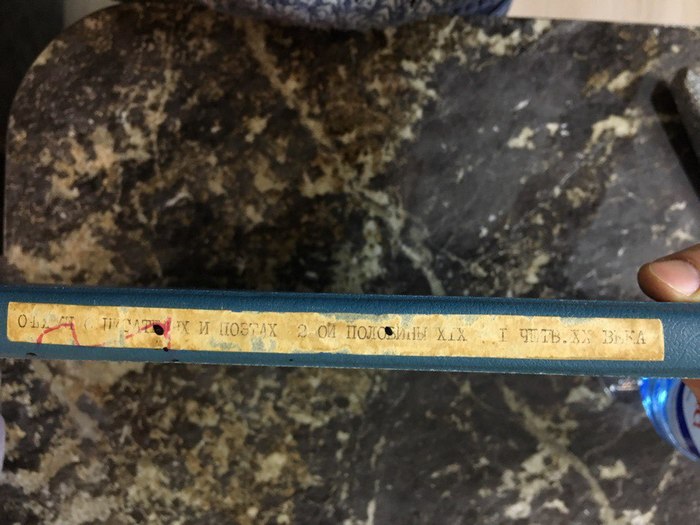 О ПИСАТЕЛЯХ И ПОЭТАХ 2 ОЙ ПОЛОВИНЫ XIX I ЧЕТВ.XX ВЕКА